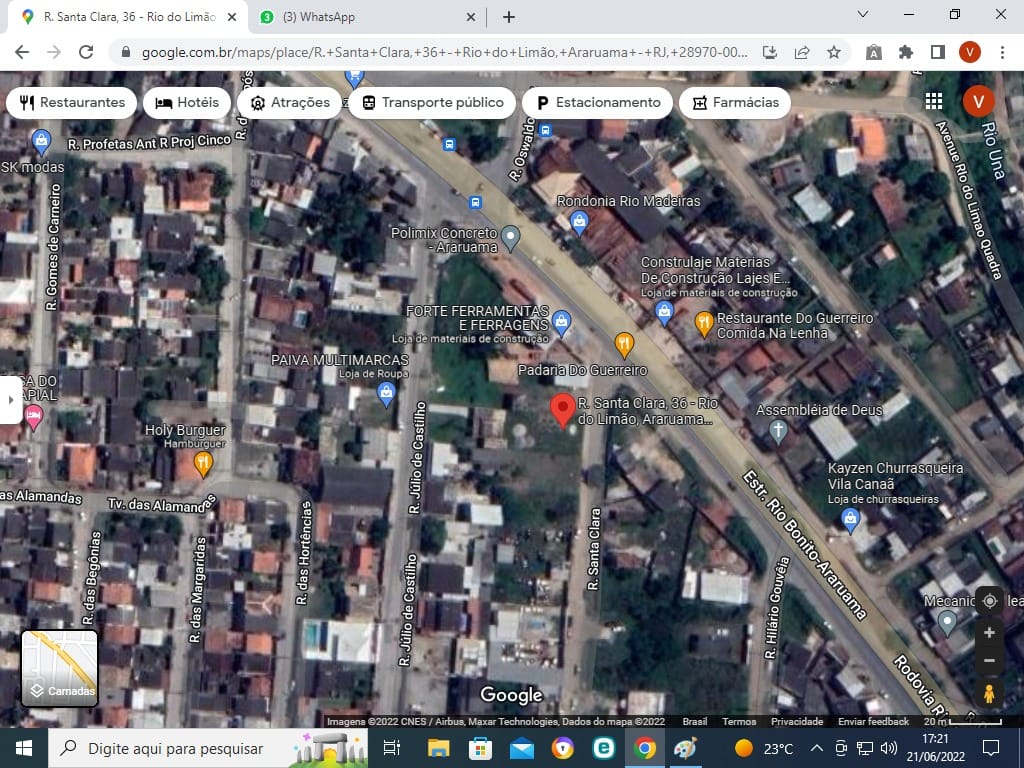 R. Santa Clara, 36 - Rio do Limão
(3) WhatsApp
google.com.br/maps/place/R.+Santa+Clara,+36+-+Rio+do+Limão,+Araruama+-+RJ,+28970-00...
V
Restaurantes
Hotéis
Atrações
Transporte público
Estacionamento
Farmácias
V
R. Profetas Ant R Proj Cinco
SK modas
R. Gomes de Carneiro
R. Oswaldo
Avenue Rio do Limao Quadra
Rio Una
Rondonia Rio Madeiras
Polimix Concreto
- Araruama
Construlaje Materias
De Construção Lajes E...
Loja de materiais de construção
FORTE FERRAMENTAS
E FERRAGENS
Loja de materiais de construção
Restaurante Do Guerreiro
Comida Na Lenha
PAIVA MULTIMARCAS
Loja de Roupa
Padaria Do Guerreiro
R. Santa Clara, 36 - Rio
do Limão, Araruama...
Assembléia de Deus
Holy Burguer
Hamburguer
R. Júlio de Castilho
Kayzen Churrasqueira
Vila Canaã
Loja de churrasqueiras
as Alamandas
Tv. das Alamandas
R. das Begônias
R. das Margaridas
R. das Hortências
R. Júlio de Castilho
R. Santa Clara
R. Hilário Gouvêia
Estr. Rio Bonito-Araruama
Rodovia R
Camadas
Google
Imagens ©2022 CNES / Airbus, Maxar Technologies, Dados do mapa ©2022
Brasil
Termos
Privacidade
Enviar feedback
20 m
Digite aqui para pesquisar
23°C
17:21
21/06/2022